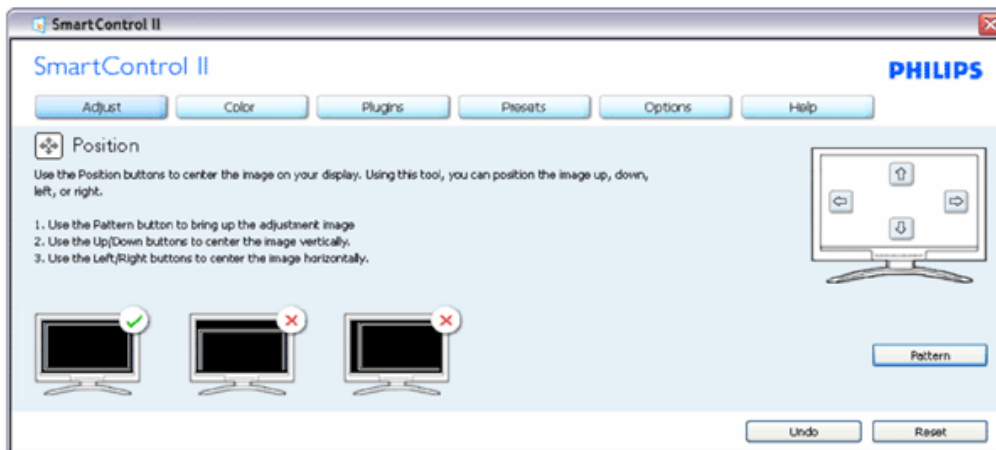 SmartControl II
SmartControl II
PHILIPS
Adjust Color Plugins Presets Options Help
Position
Use the Position buttons to center the image on your display. Using this tool, you can position the image up, down,
left, or right.
1. Use the Pattern button to bring up the adjustment image
2. Use the Up/Down buttons to center the image vertically.
3. Use the Left/Right buttons to center the image horizontally.
Pattern
Undo Reset